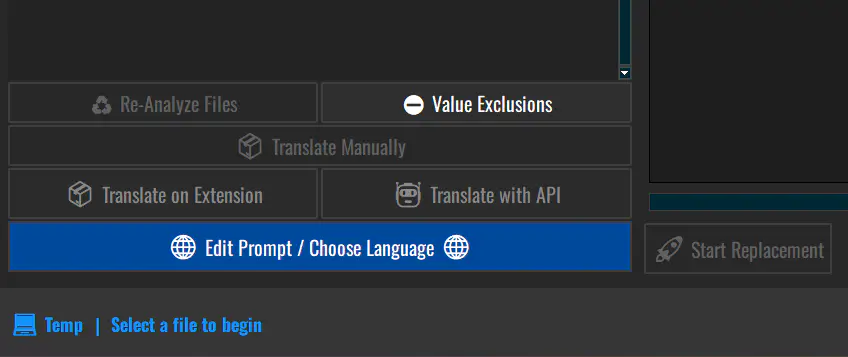 Re-Analyze Files
Value Exclusions
Translate Manually
Translate on Extension
Translate with API
Edit Prompt / Choose Language
Start Replacement
Temp | Select a file to begin